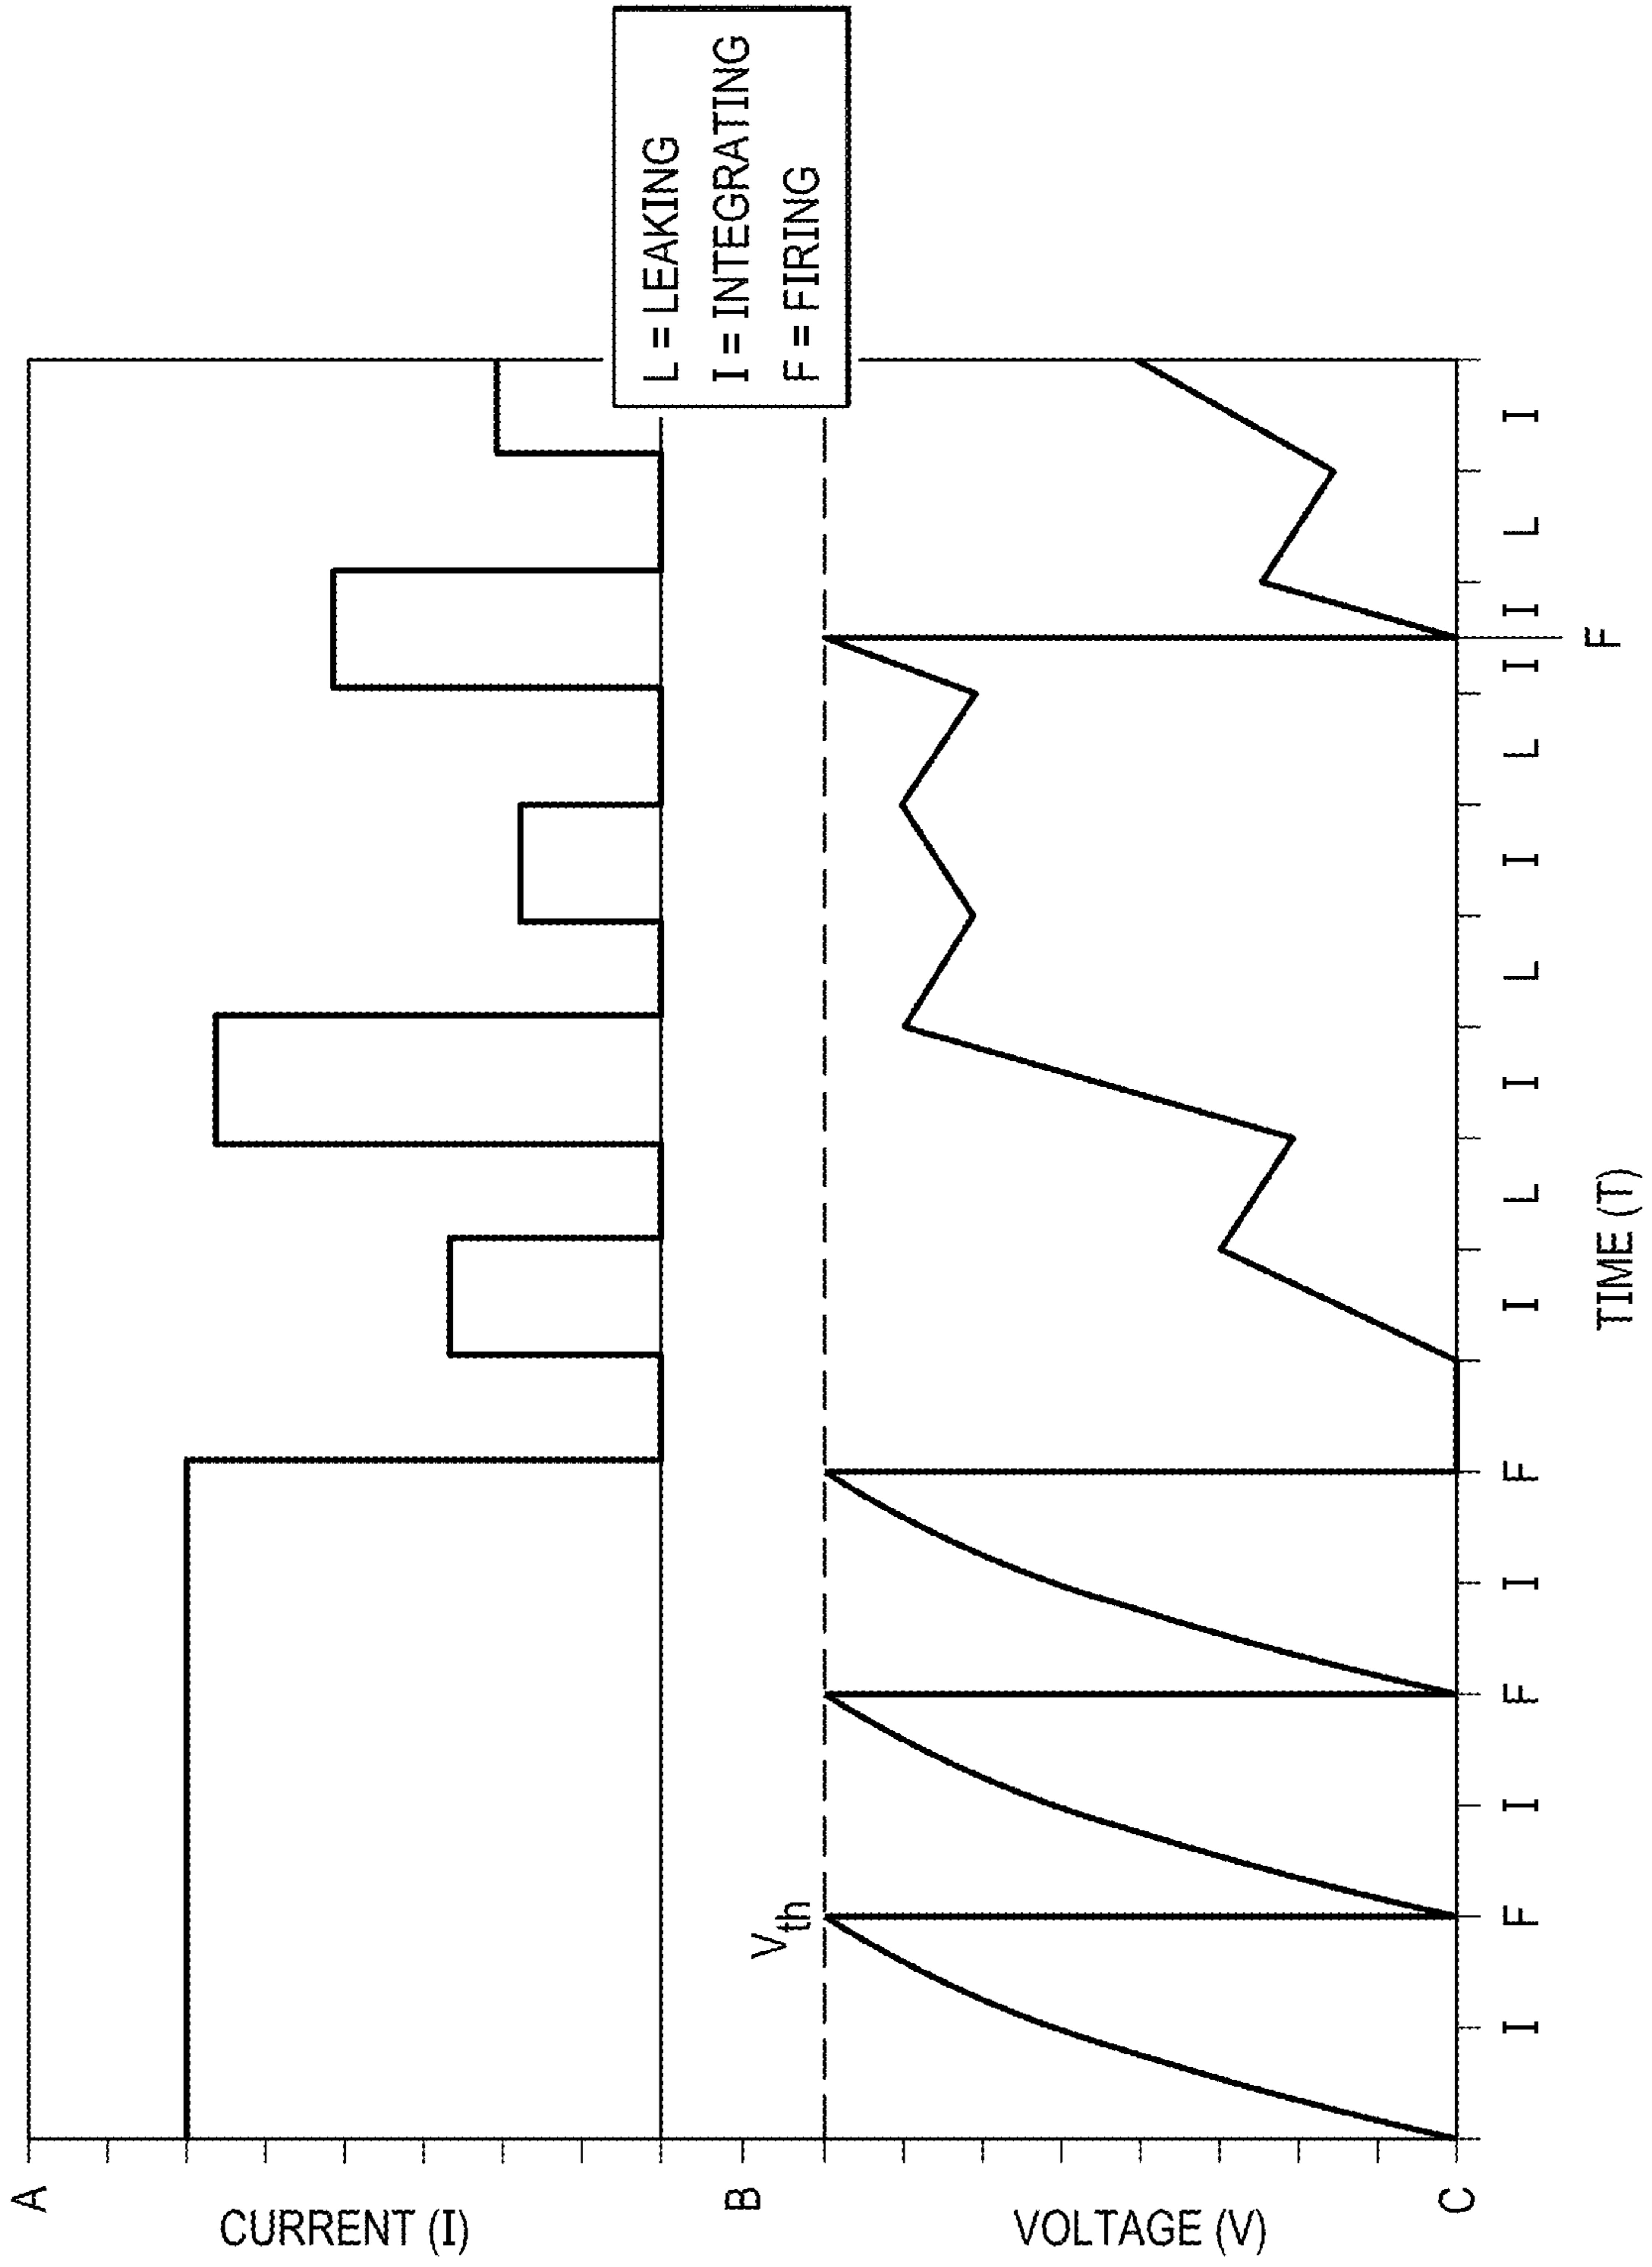 A
CURRENT (I)
B
L = LEAKING
I = INTEGRATING
F = FIRING
V_th
VOLTAGE (V)
C
I F I F I F I L I L I L I I L I
F
TIME (T)